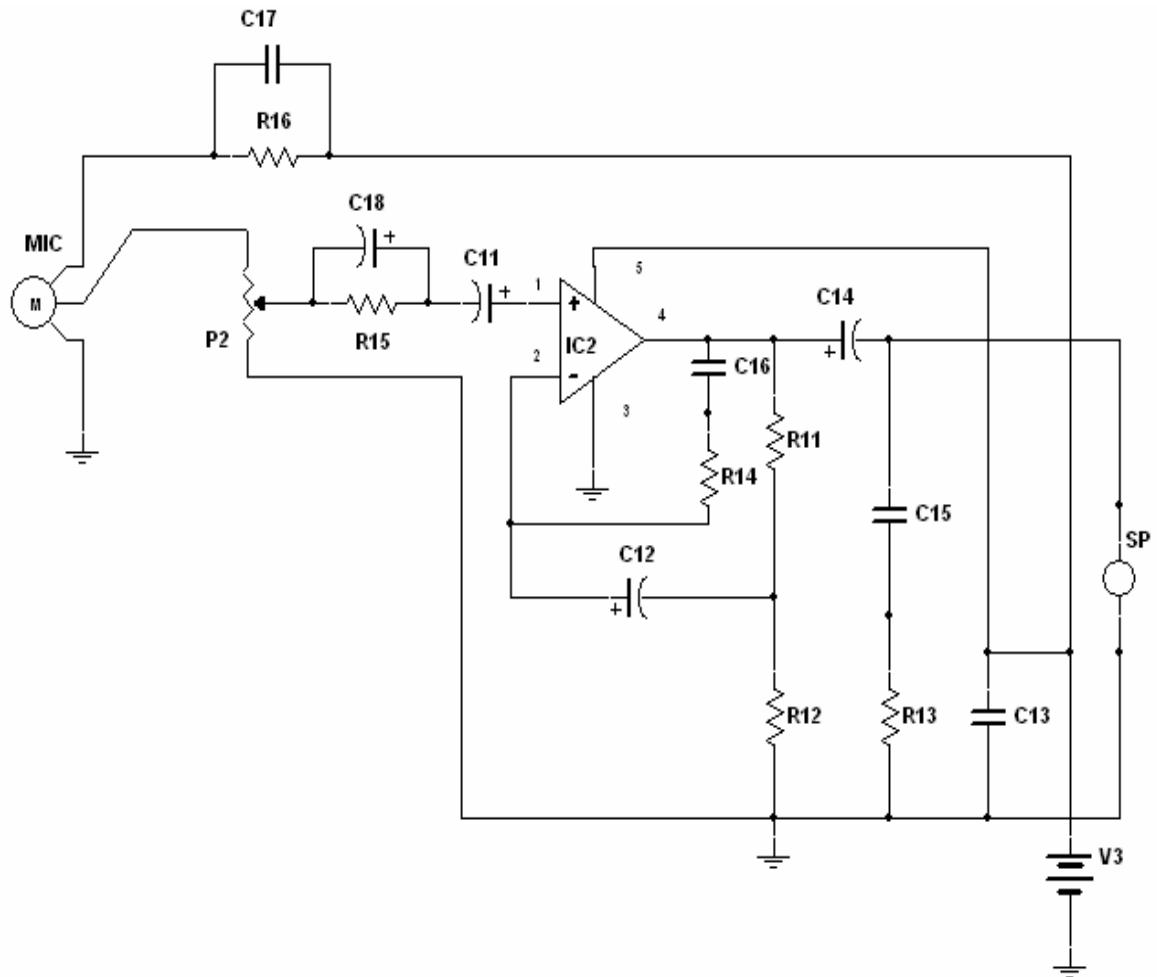 C17
R16
C18
MIC
C11
M
1
+
5
C14
P2
+
R15
4
+
2
IC2
-
+
C16
3
R11
R14
C15
SP
C12
+
R12
R13
C13
V3